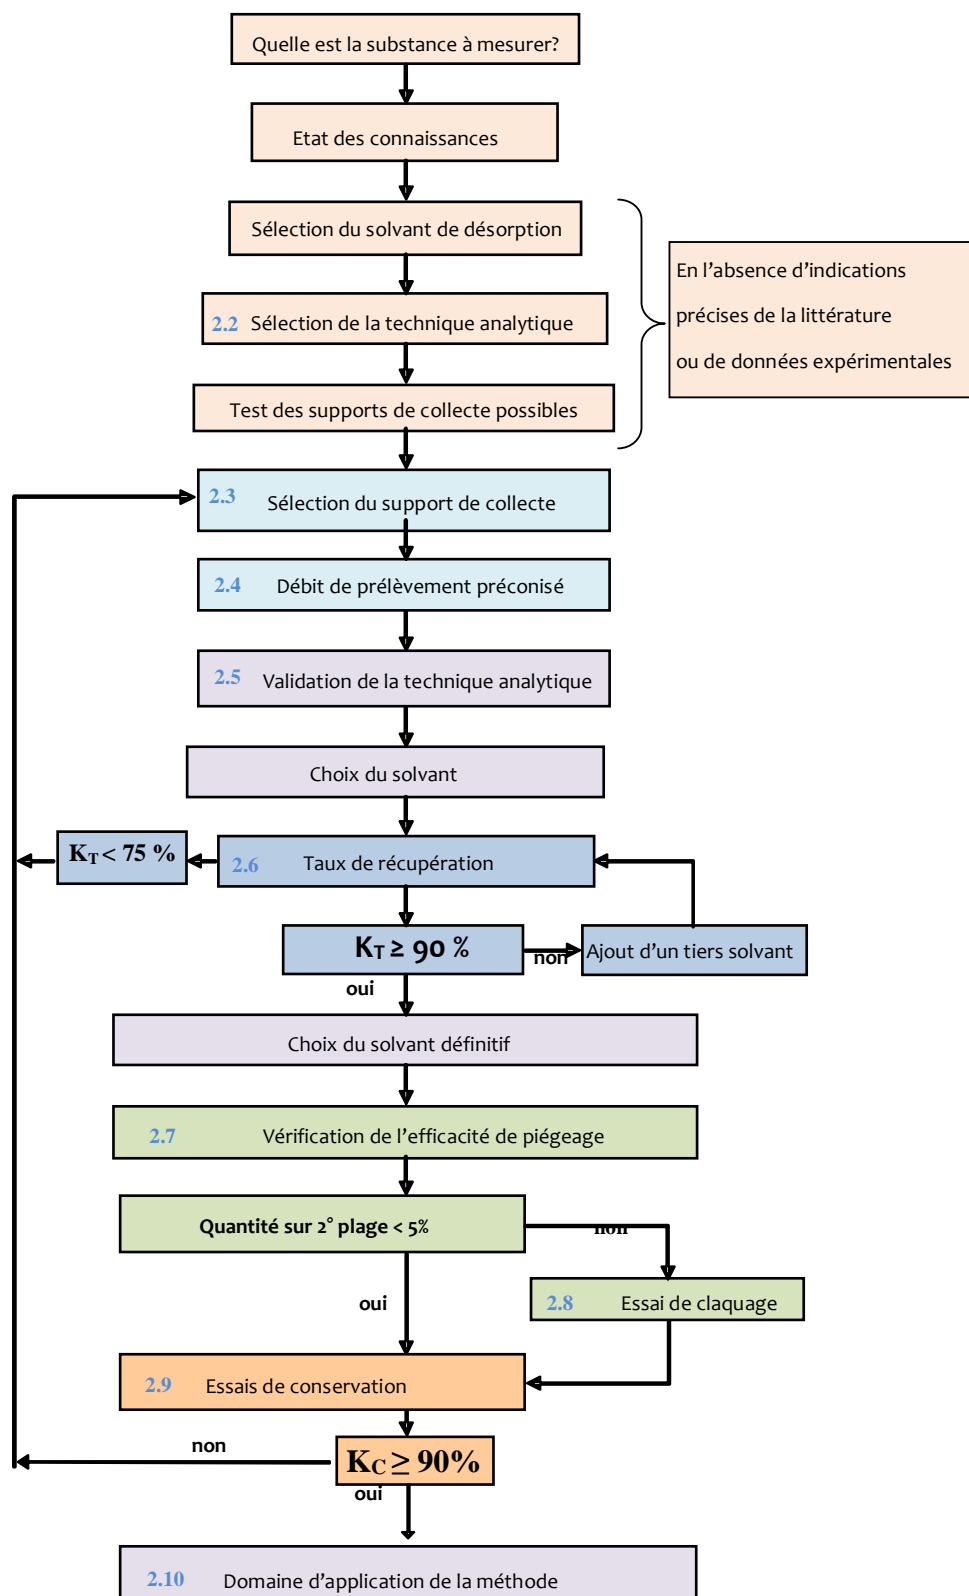 Quelle est la substance à mesurer?
Etat des connaissances
Sélection du solvant de désorption
En l'absence d'indications
précises de la littérature
ou de données expérimentales
2.2 Sélection de la technique analytique
Test des supports de collecte possibles
2.3 Sélection du support de collecte
2.4 Débit de prélèvement préconisé
2.5 Validation de la technique analytique
Choix du solvant
K_T < 75 %
2.6 Taux de récupération
K_T ≥ 90 %
non
Ajout d'un tiers solvant
oui
Choix du solvant définitif
2.7 Vérification de l'efficacité de piégeage
Quantité sur 2° plage < 5%
non
oui
2.8 Essai de claquage
2.9 Essais de conservation
non
K_C ≥ 90%
oui
2.10 Domaine d'application de la méthode